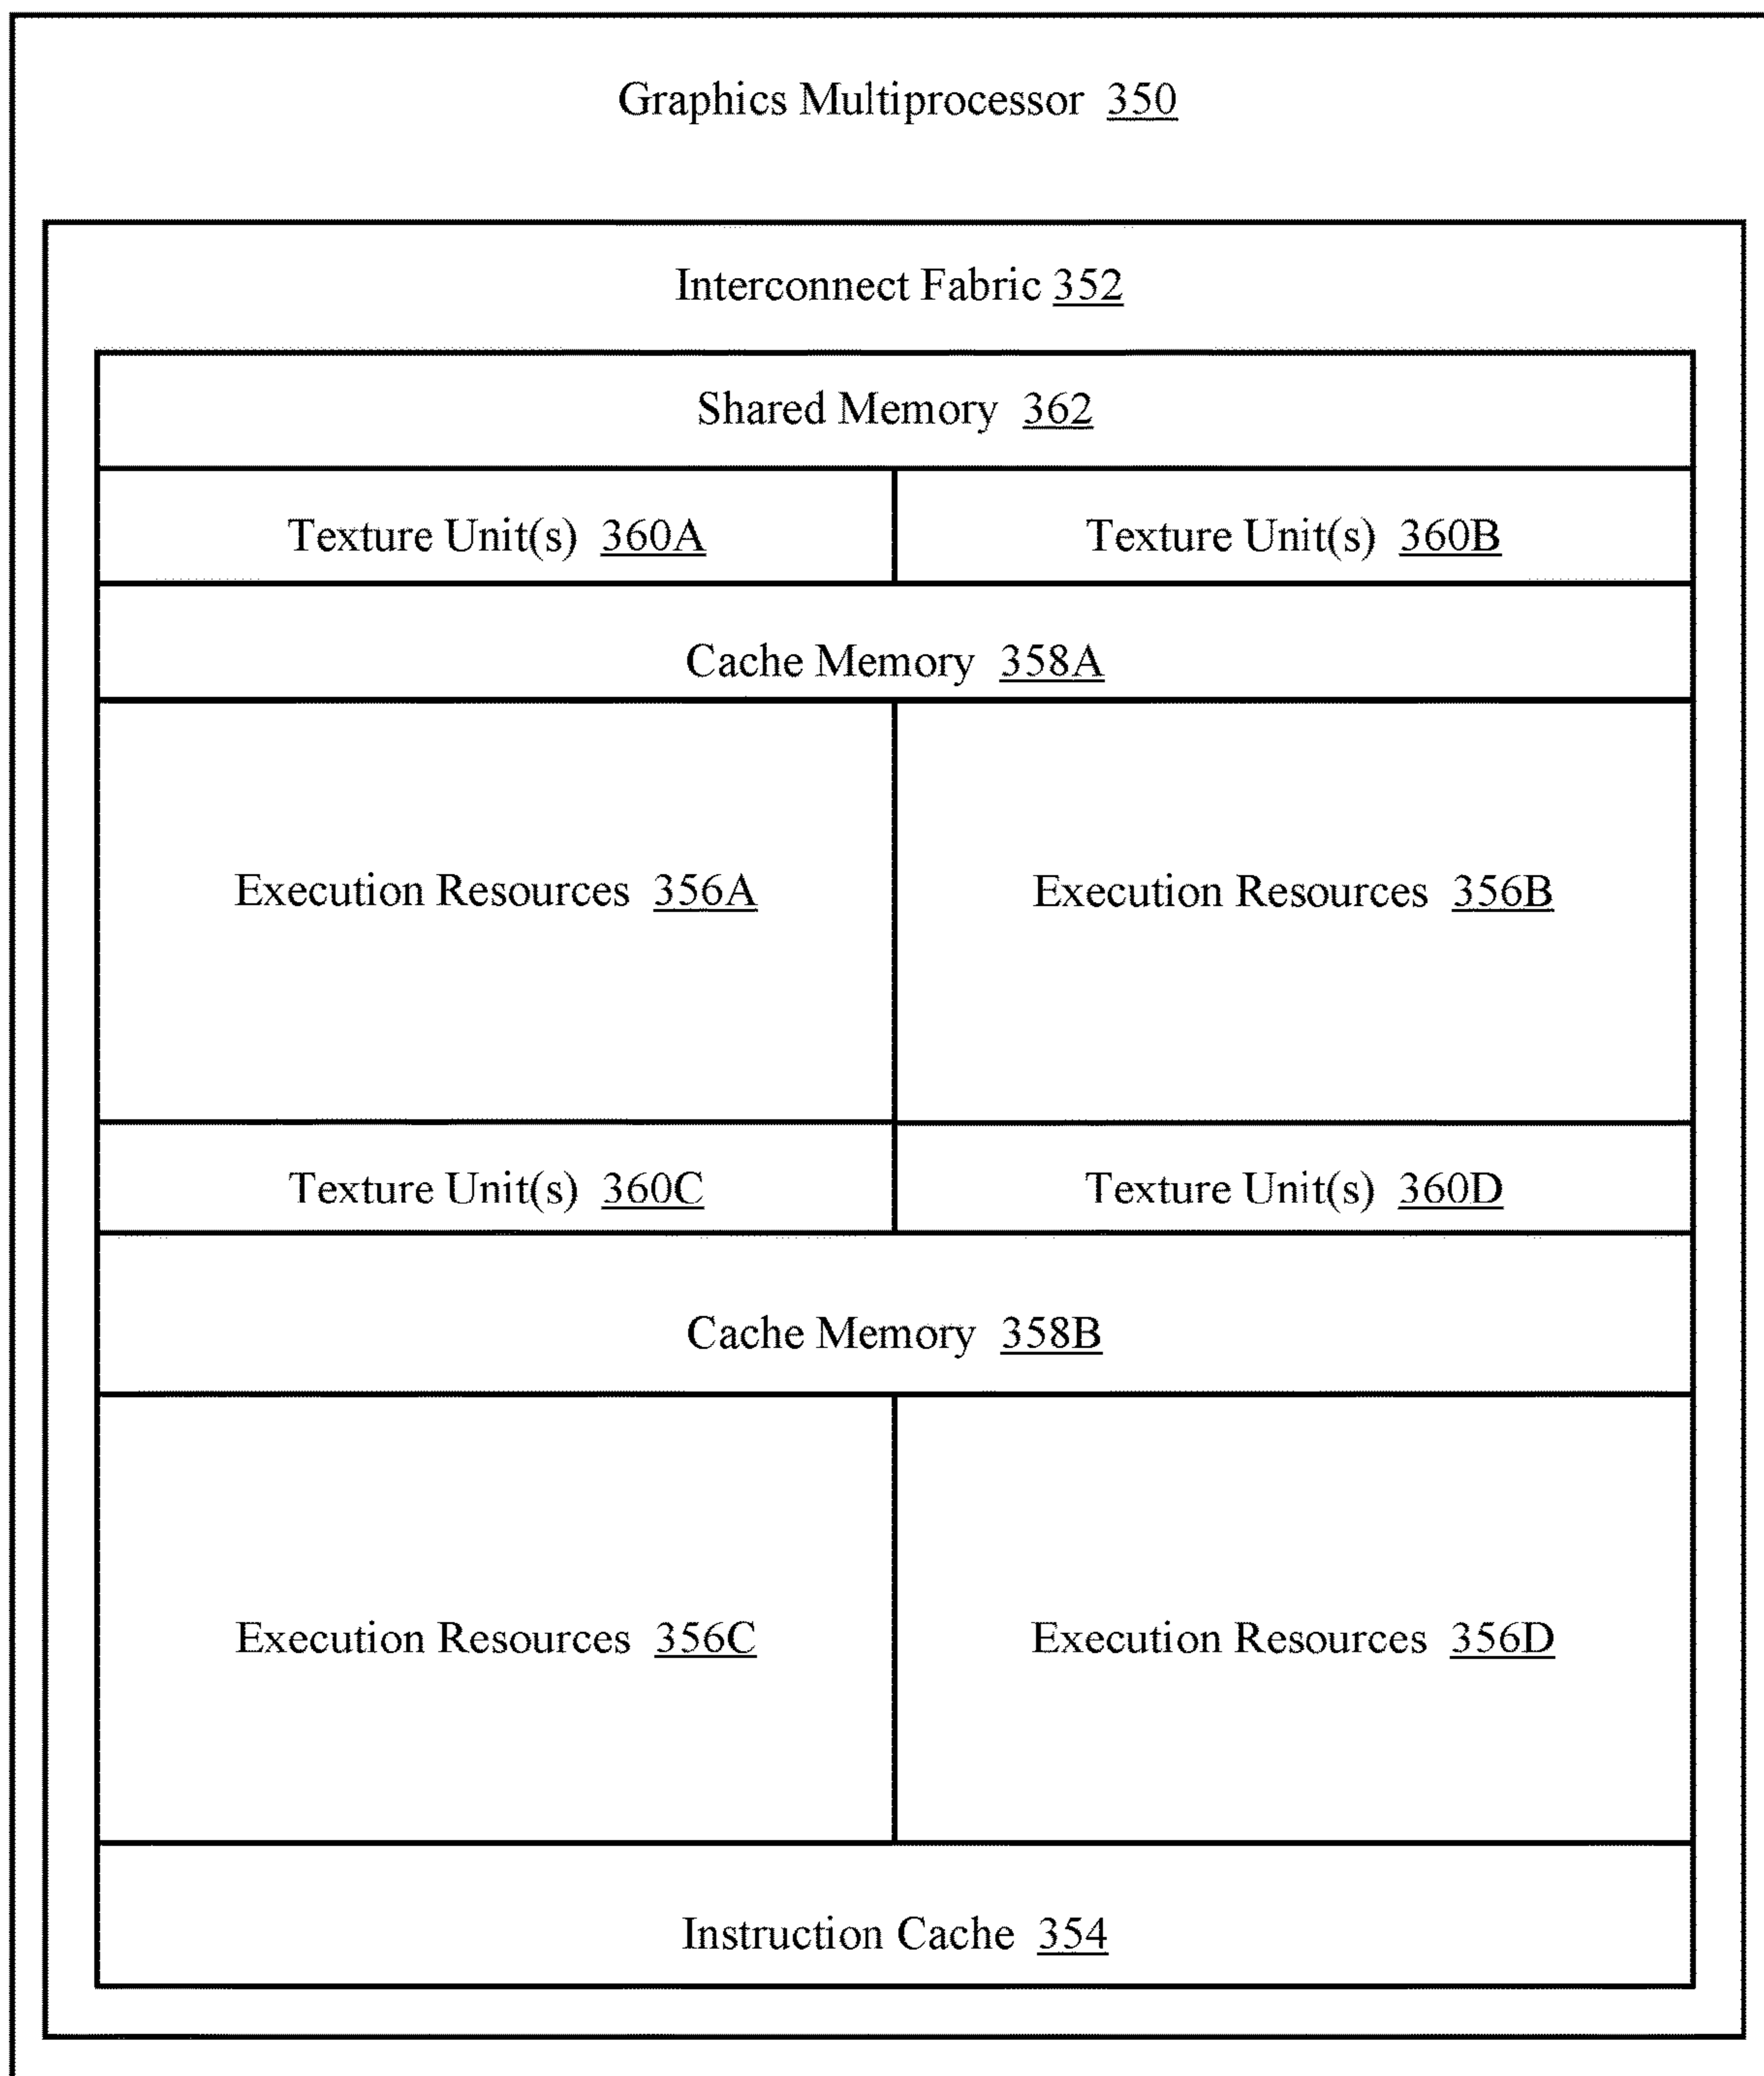 Graphics Multiprocessor 350
Interconnect Fabric 352
Shared Memory 362
Texture Unit(s) 360A
Texture Unit(s) 360B
Cache Memory 358A
Execution Resources 356A
Execution Resources 356B
Texture Unit(s) 360C
Texture Unit(s) 360D
Cache Memory 358B
Execution Resources 356C
Execution Resources 356D
Instruction Cache 354